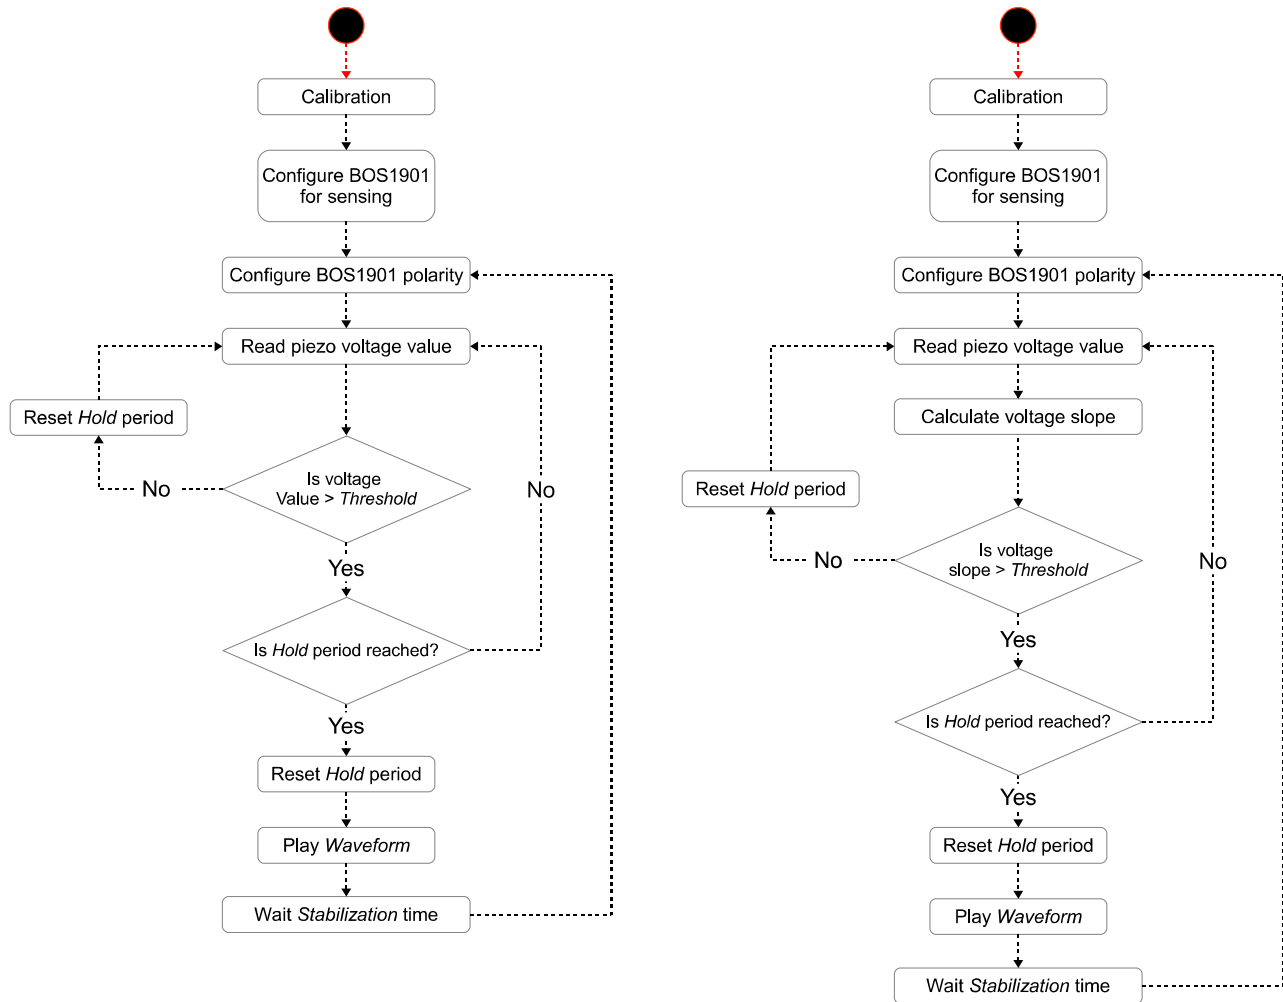 Calibration
Configure BOS1901
for sensing
Configure BOS1901 polarity
Read piezo voltage value
Reset Hold period
Is voltage
Value > Threshold
No
No
Yes
Is Hold period reached?
Yes
Reset Hold period
Play Waveform
Wait Stabilization time
Calibration
Configure BOS1901
for sensing
Configure BOS1901 polarity
Read piezo voltage value
Calculate voltage slope
Reset Hold period
Is voltage
slope > Threshold
No
No
Yes
Is Hold period reached?
Yes
Reset Hold period
Play Waveform
Wait Stabilization time